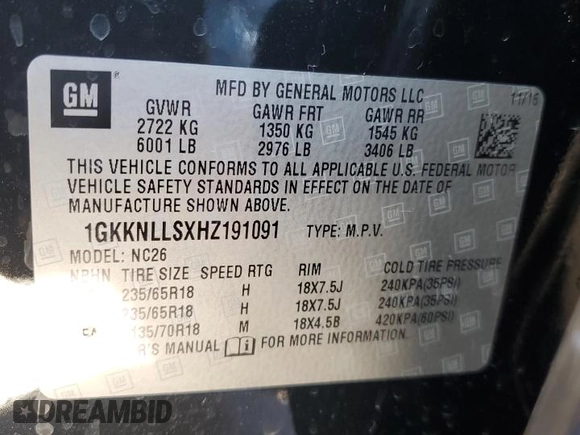 GM
MFD BY GENERAL MOTORS LLC
11/16
GVWR GAWR FRT GAWR RR
2722 KG 1350 KG 1545 KG
6001 LB 2976 LB 3406 LB
THIS VEHICLE CONFORMS TO ALL APPLICABLE U.S. FEDERAL MOTOR
VEHICLE SAFETY STANDARDS IN EFFECT ON THE DATE OF
MANUFACTURE SHOWN ABOVE.
1GKKNLLSXHZ191091 TYPE: M.P.V.
MODEL: NC26
TIRE SIZE SPEED RTG RIM COLD TIRE PRESSURE
235/65R18 H 18X7.5J 240KPA(35PSI)
235/65R18 H 18X7.5J 240KPA(35PSI)
135/70R18 M 18X4.5B 420KPA(60PSI)
'S MANUAL FOR MORE INFORMATION
DREAMBID